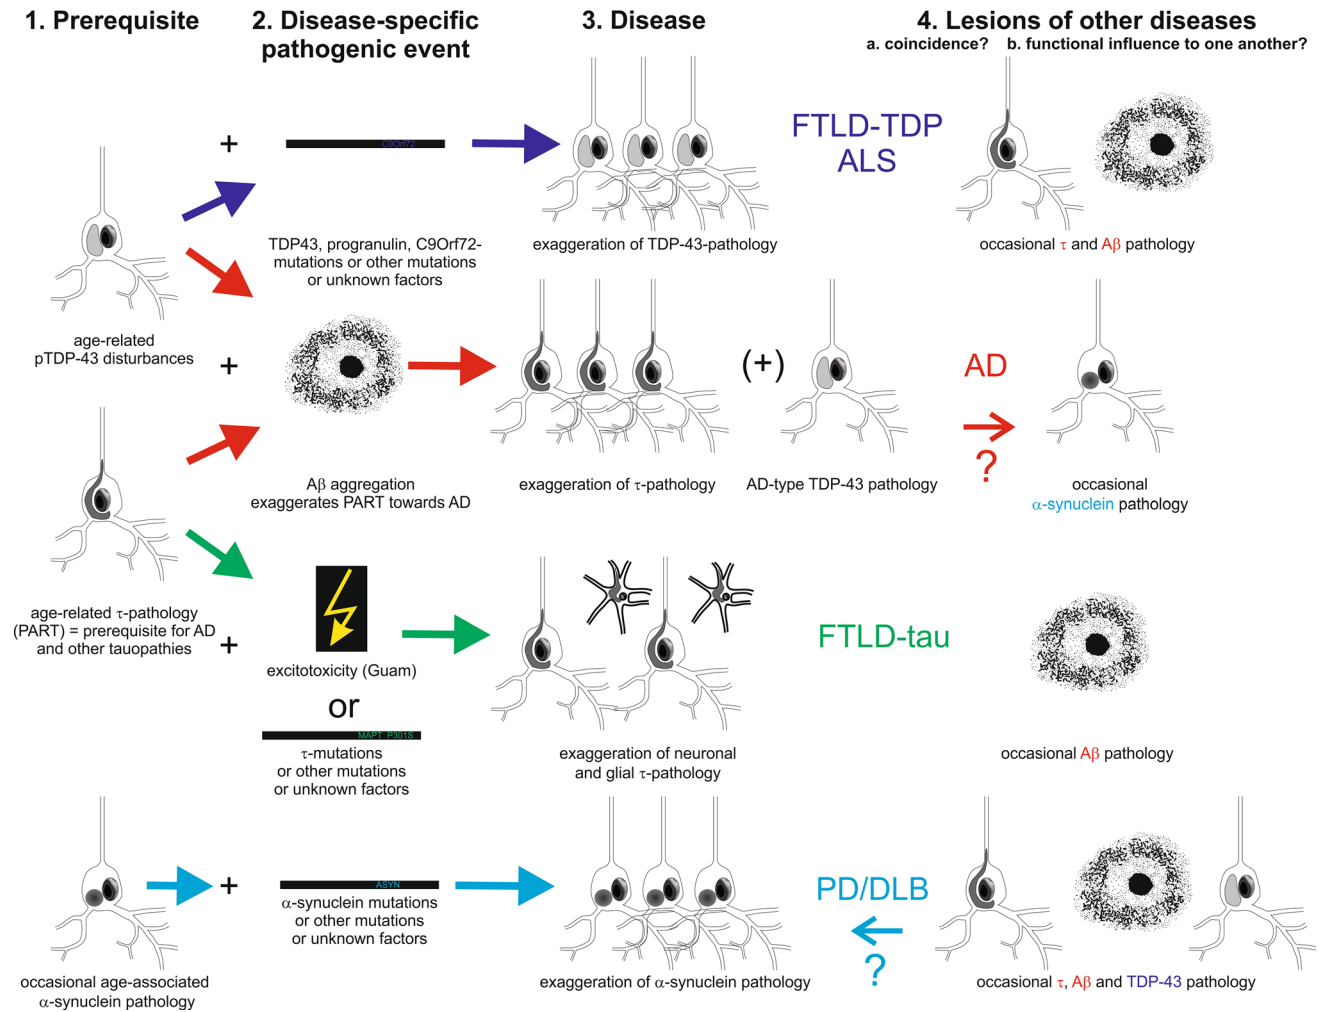 1. Prerequisite
2. Disease-specific
pathogenic event
3. Disease
4. Lesions of other diseases
a. coincidence? b. functional influence to one another?
+
C9Orf72
FTLD-TDP
ALS
TDP43, progranulin, C9Orf72-
mutations or other mutations
or unknown factors
exaggeration of TDP-43-pathology
occasional τ and Aβ pathology
age-related
pTDP-43 disturbances
+
(+)
AD
?
Aβ aggregation
exaggerates PART towards AD
exaggeration of τ-pathology
AD-type TDP-43 pathology
occasional
α-synuclein pathology
age-related τ-pathology
(PART) = prerequisite for AD
and other tauopathies
+
excitotoxicity (Guam)
or
MAPT P301S
τ-mutations
or other mutations
or unknown factors
FTLD-tau
exaggeration of neuronal
and glial τ-pathology
occasional Aβ pathology
+
ASYN
α-synuclein mutations
or other mutations
or unknown factors
PD/DLB
?
occasional age-associated
α-synuclein pathology
exaggeration of α-synuclein pathology
occasional τ, Aβ and TDP-43 pathology